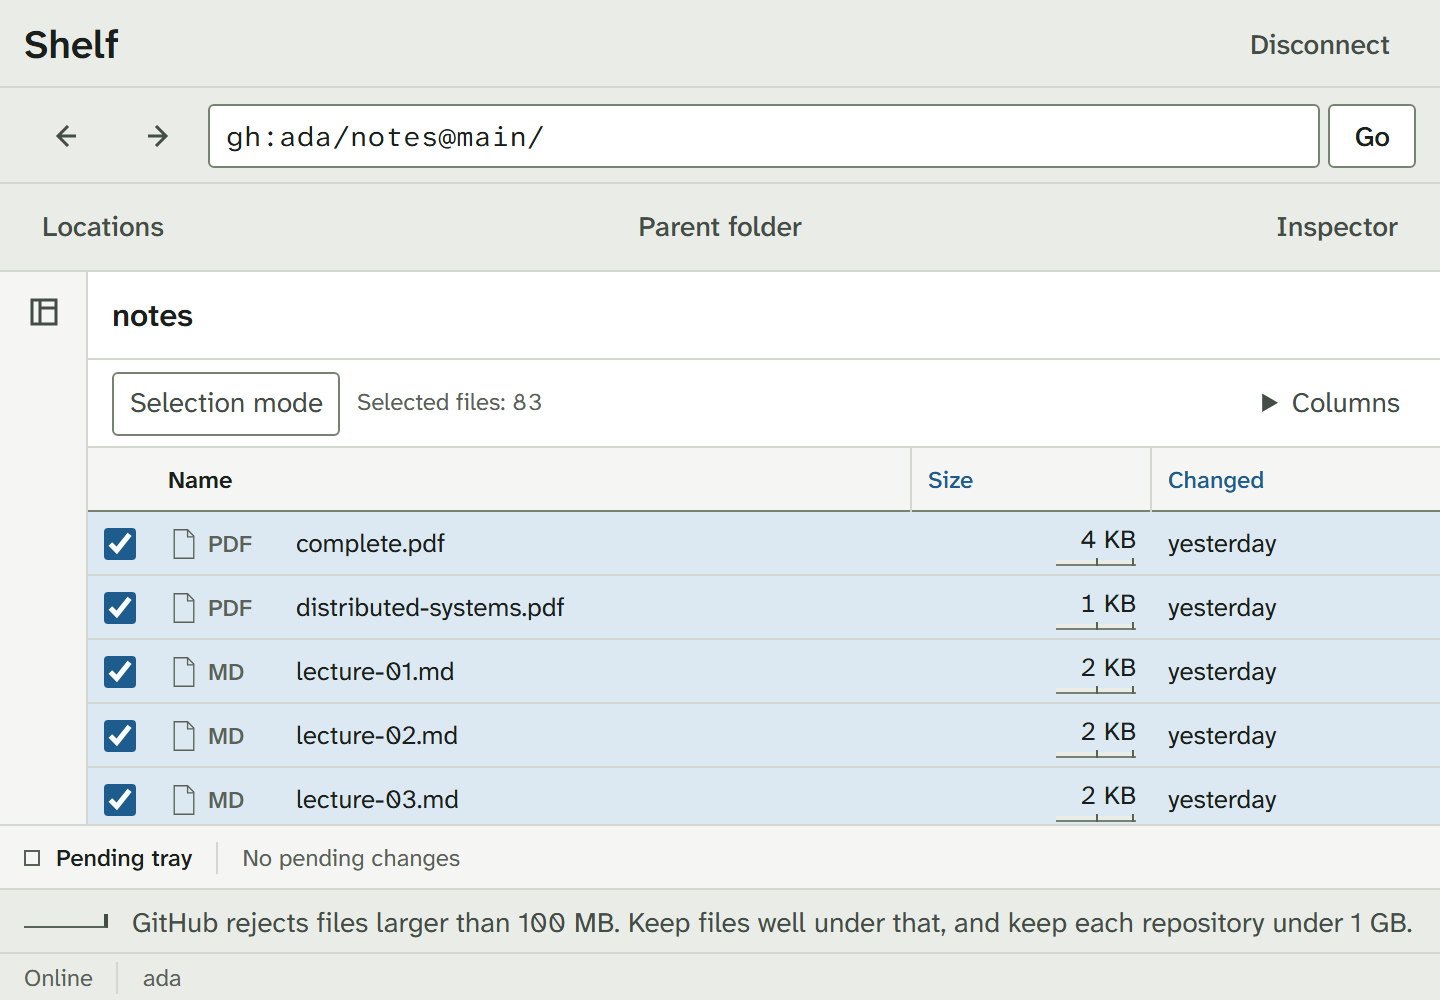 Shelf
Disconnect
gh:ada/notes@main/
Go
Locations
Parent folder
Inspector
notes
Selection mode
Selected files: 83
Columns
Name
Size
Changed
PDF complete.pdf 4 KB yesterday
PDF distributed-systems.pdf 1 KB yesterday
MD lecture-01.md 2 KB yesterday
MD lecture-02.md 2 KB yesterday
MD lecture-03.md 2 KB yesterday
Pending tray
No pending changes
GitHub rejects files larger than 100 MB. Keep files well under that, and keep each repository under 1 GB.
Online
ada